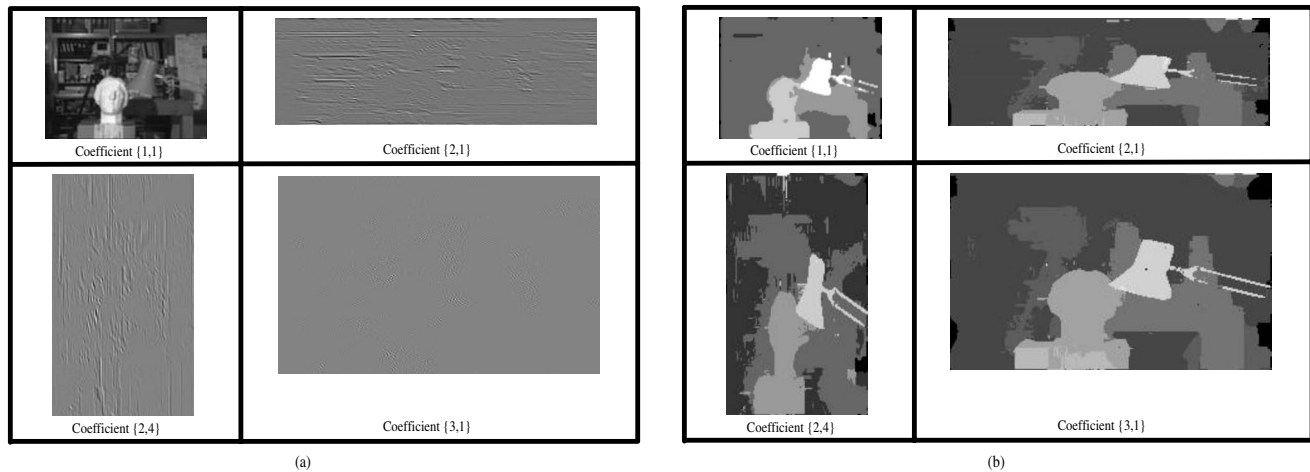 Coefficient {1,1}
Coefficient {2,1}
Coefficient {2,4}
Coefficient {3,1}
(a)
Coefficient {1,1}
Coefficient {2,1}
Coefficient {2,4}
Coefficient {3,1}
(b)